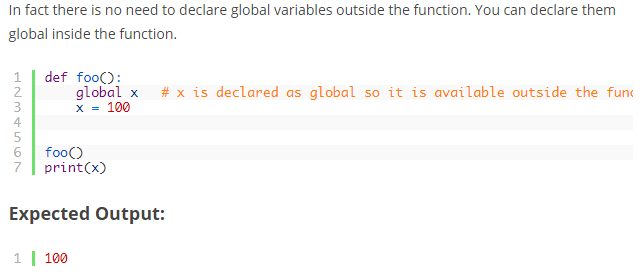 In fact there is no need to declare global variables outside the function. You can declare them
global inside the function.
1 def foo():
2     global x   # x is declared as global so it is available outside the
3     x = 100
4
5
6 foo()
7 print(x)
Expected Output:
1 100